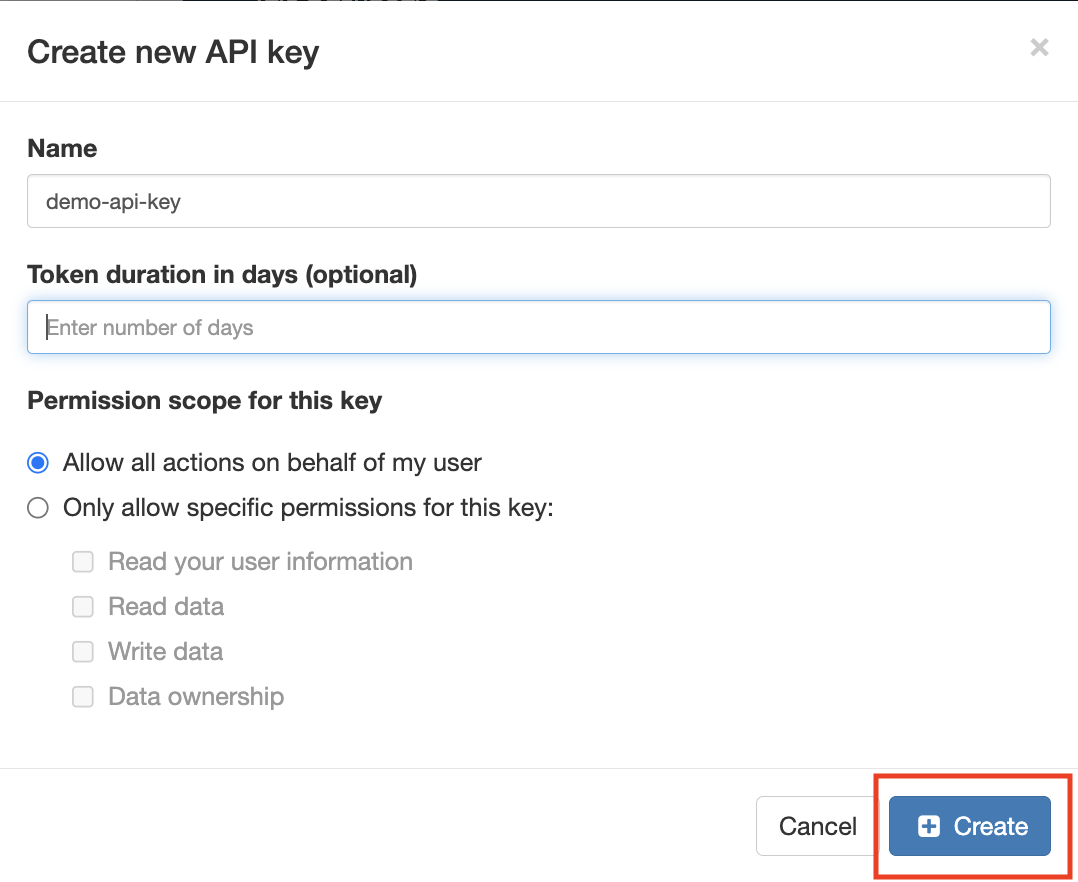 Create new API key
×
Name
demo-api-key
Token duration in days (optional)
Enter number of days
Permission scope for this key
Allow all actions on behalf of my user
Only allow specific permissions for this key:
Read your user information
Read data
Write data
Data ownership
Cancel
Create